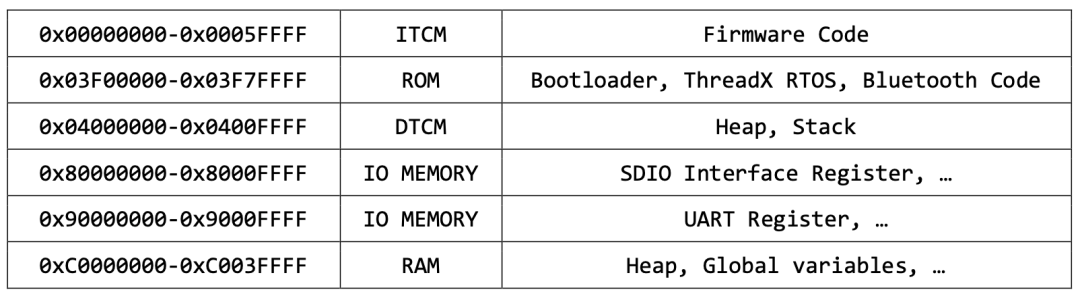 0x00000000-0x0005FFFF ITCM Firmware Code
0x03F00000-0x03F7FFFF ROM Bootloader, ThreadX RTOS, Bluetooth Code
0x04000000-0x0400FFFF DTCM Heap, Stack
0x80000000-0x8000FFFF IO MEMORY SDIO Interface Register, …
0x90000000-0x9000FFFF IO MEMORY UART Register, …
0xC0000000-0xC003FFFF RAM Heap, Global variables, …